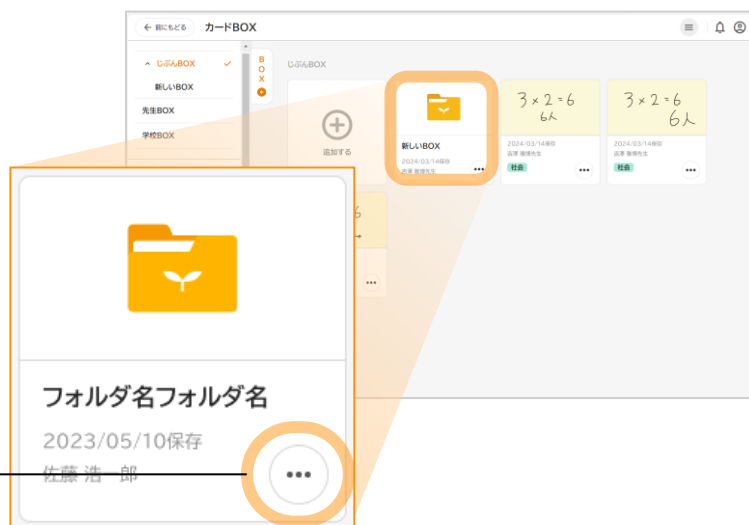 ← 前にもどる カードBOX
じぶんBOX
新しいBOX
先生BOX
学校BOX
BOX
じぶんBOX
追加する
新しいBOX
2024/03/14保存
3×2=6
6人
2024/03/14保存
社会
3×2=6
6人
2024/03/14保存
社会
6
フォルダ名フォルダ名
2023/05/10保存
佐藤 浩一郎